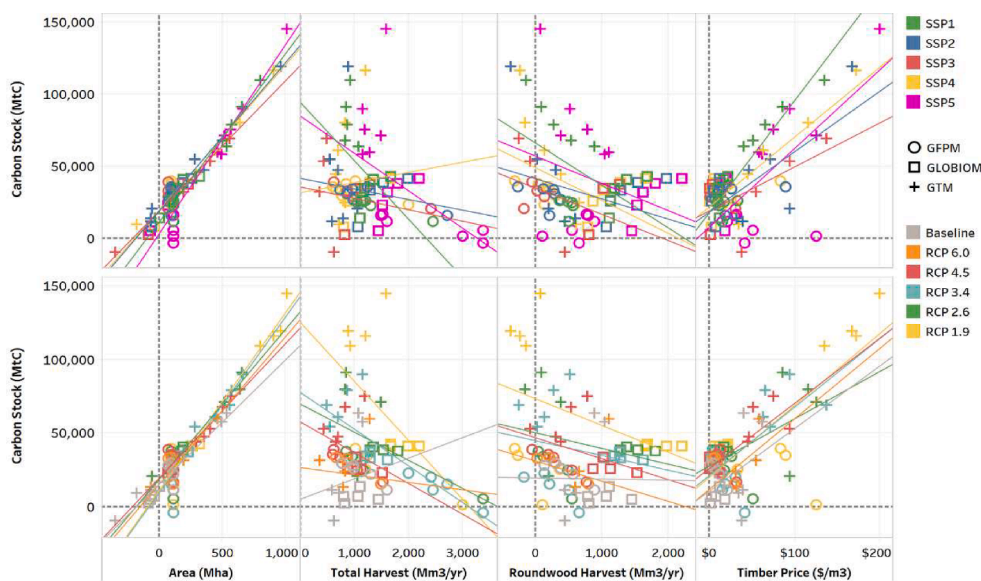 150,000
100,000
50,000
0
Carbon Stock (MtC)
SSP1
SSP2
SSP3
SSP4
SSP5
GFPM
GLOBIOM
GTM
Baseline
RCP 6.0
RCP 4.5
RCP 3.4
RCP 2.6
RCP 1.9
150,000
100,000
50,000
0
Carbon Stock (MtC)
0 500 1,000 0 1,000 2,000 3,000 0 1,000 2,000 $0 $100 $200
Area (Mha) Total Harvest (Mm3/yr) Roundwood Harvest (Mm3/yr) Timber Price ($/m3)